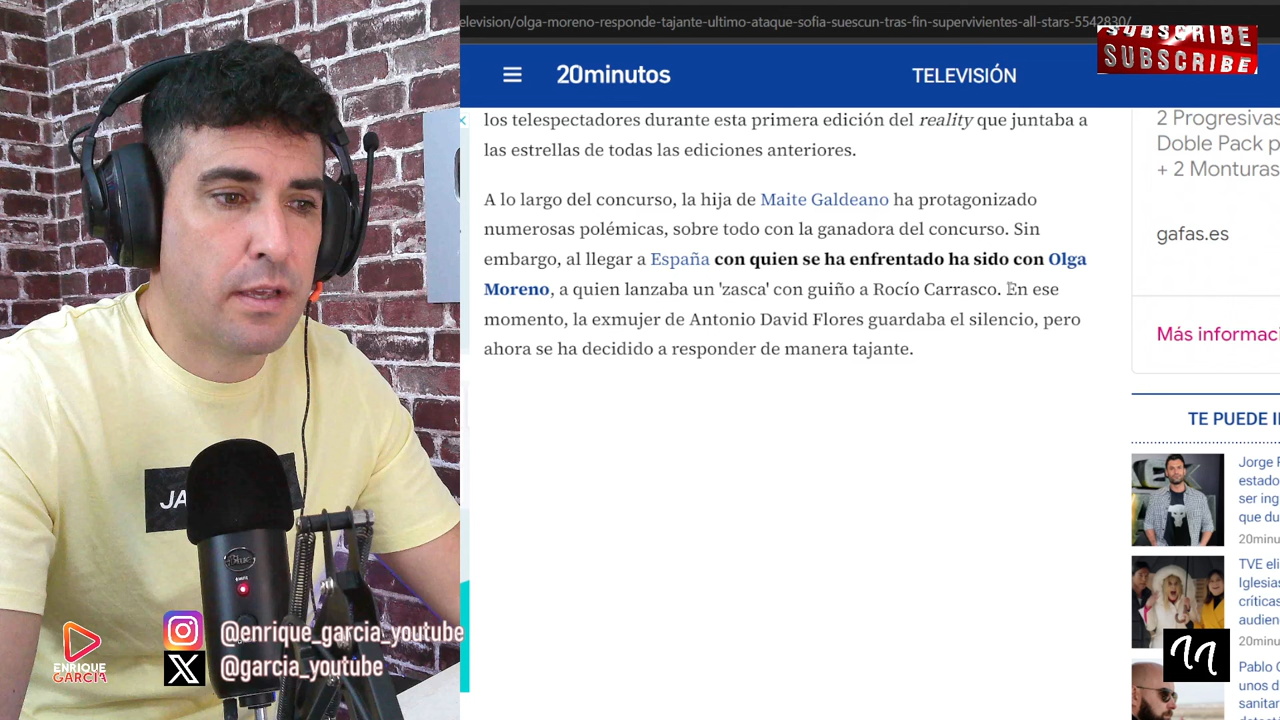 elevision/olga-moreno-responde-tajante-ultimo-ataque-sofia-suescun-tras-fin-supervivientes-all-stars-5542830/
SUBSCRIBE
SUBSCRIBE
20minutos
TELEVISIÓN
los telespectadores durante esta primera edición del reality que juntaba a
las estrellas de todas las ediciones anteriores.
A lo largo del concurso, la hija de Maite Galdeano ha protagonizado
numerosas polémicas, sobre todo con la ganadora del concurso. Sin
embargo, al llegar a España con quien se ha enfrentado ha sido con Olga
Moreno, a quien lanzaba un 'zasca' con guiño a Rocío Carrasco. En ese
momento, la exmujer de Antonio David Flores guardaba el silencio, pero
ahora se ha decidido a responder de manera tajante.
2 Progresivas
Doble Pack p
+ 2 Monturas
gafas.es
Más informaci
TE PUEDE I
Jorge
estado
ser ing
que du
20minu
TVE eli
Iglesias
críticas
audien
20minu
Pablo
unos d
sanitar
JA
blue
ENRIQUE
GARCIA
@enrique_garcia_youtube
@garcia_youtube